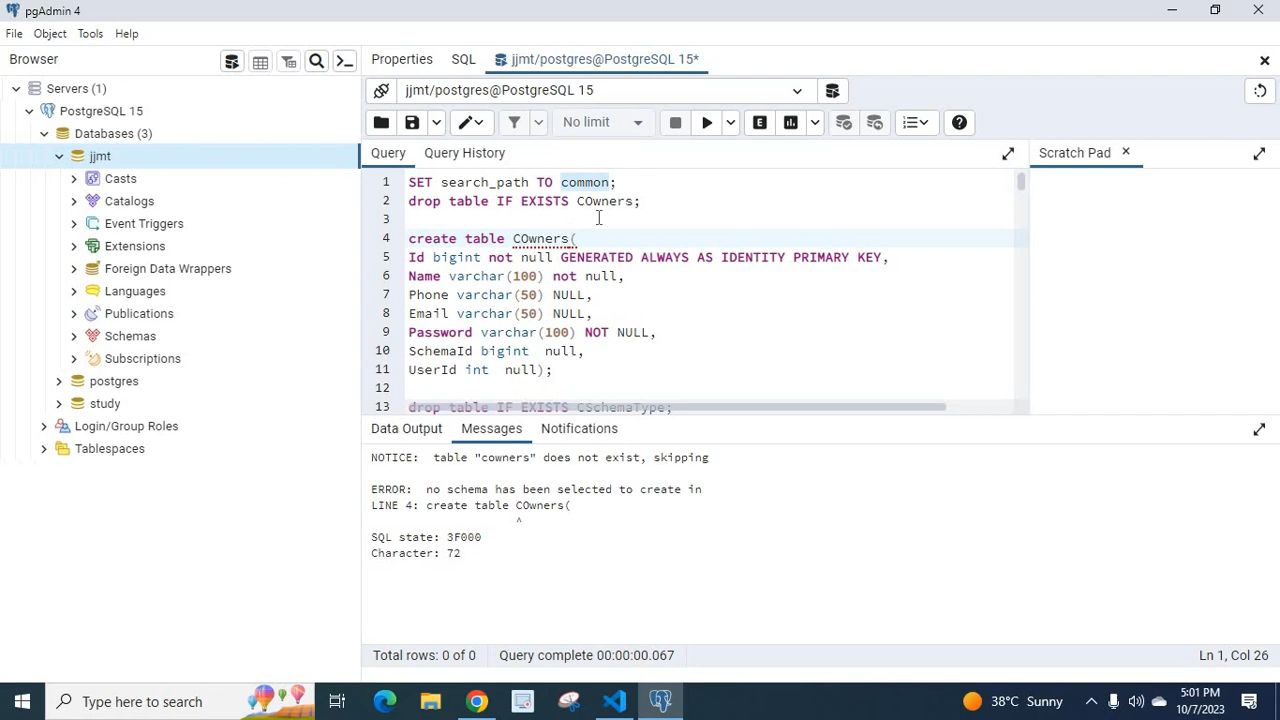 pgAdmin 4
File Object Tools Help
Browser
Properties SQL jjmt/postgres@PostgreSQL 15*
Servers (1)
PostgreSQL 15
Databases (3)
jjmt
Casts
Catalogs
Event Triggers
Extensions
Foreign Data Wrappers
Languages
Publications
Schemas
Subscriptions
postgres
study
Login/Group Roles
Tablespaces
jjmt/postgres@PostgreSQL 15
No limit
E
Query Query History
Scratch Pad
1 SET search_path TO common;
2 drop table IF EXISTS COwners;
3
4 create table COwners(
5 Id bigint not null GENERATED ALWAYS AS IDENTITY PRIMARY KEY,
6 Name varchar(100) not null,
7 Phone varchar(50) NULL,
8 Email varchar(50) NULL,
9 Password varchar(100) NOT NULL,
10 SchemaId bigint  null,
11 UserId int  null);
12
13 drop table IF EXISTS CSchemaType;
Data Output Messages Notifications
NOTICE:  table "cowners" does not exist, skipping
ERROR:  no schema has been selected to create in
LINE 4: create table COwners(
^
SQL state: 3F000
Character: 72
Total rows: 0 of 0 Query complete 00:00:00.067 Ln 1, Col 26
Type here to search
38°C Sunny
5:01 PM
10/7/2023